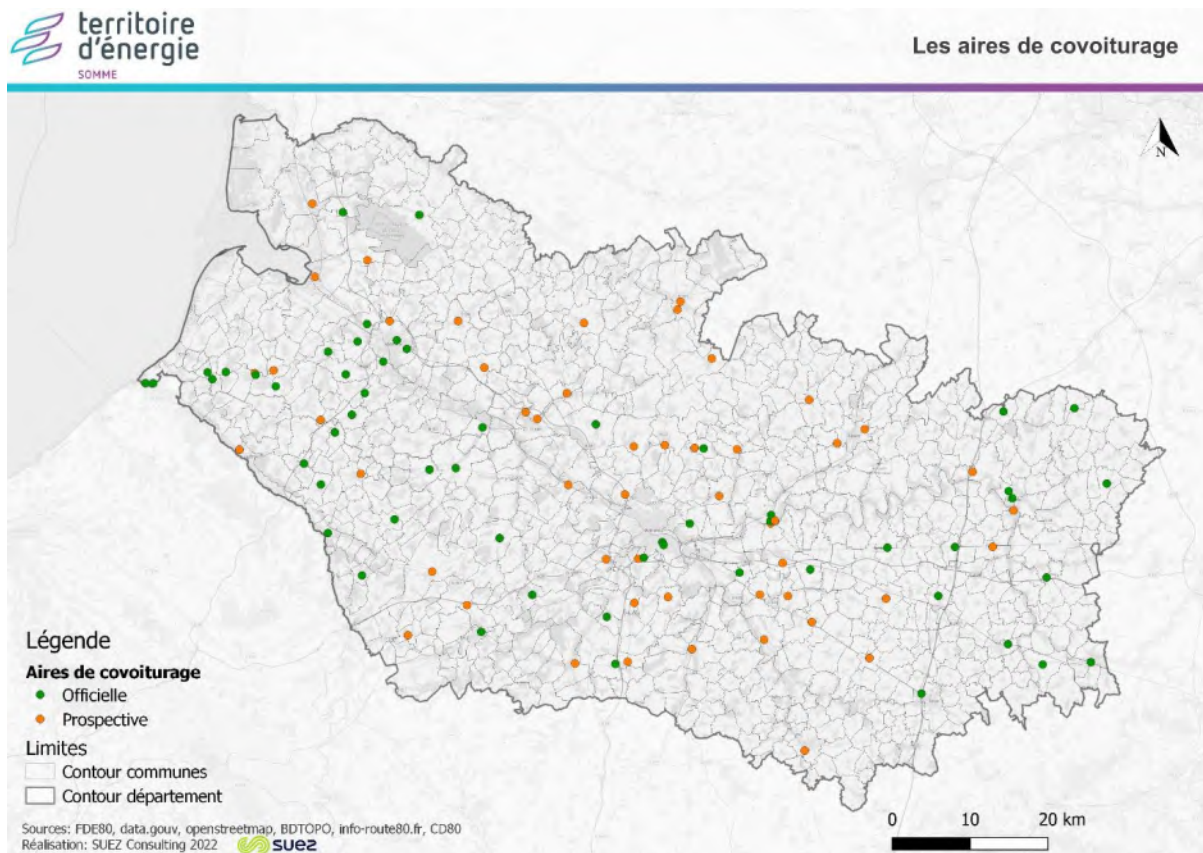 territoire
d'énergie
SOMME
Les aires de covoiturage
N
Légende
Aires de covoiturage
Officielle
Prospective
Limites
Contour communes
Contour département
Sources: FDE80, data.gouv, openstreetmap, BDTOPO, info-route80.fr, CD80
Réalisation: SUEZ Consulting 2022
suez
0 10 20 km